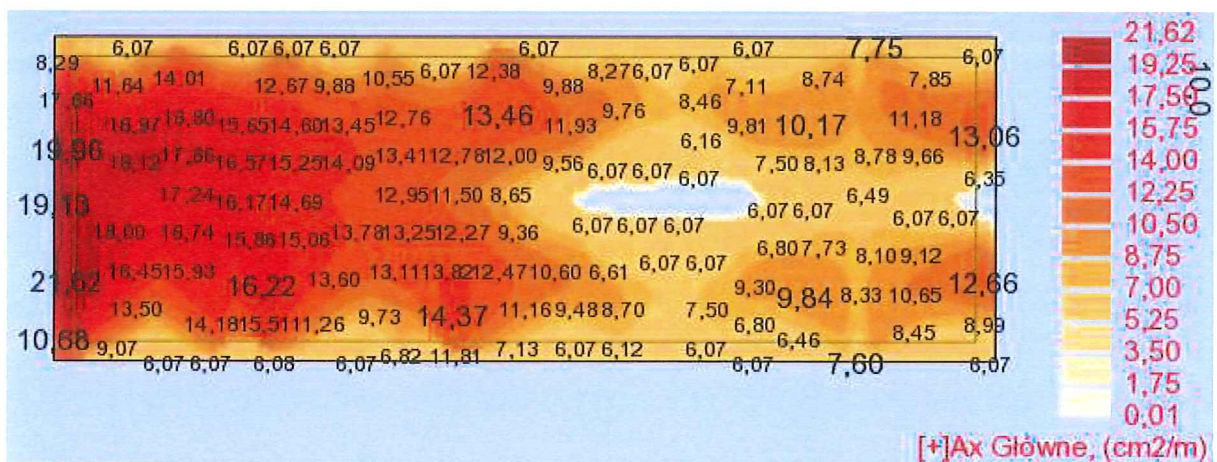 6,07 6,07 6,07 6,07 6,07 6,07 7,75 6,07
8,29 11,64 14,01 12,67 9,88 10,55 6,07 12,38 9,88 8,27 6,07 6,07 7,11 8,74 7,85
17,66 16,97 16,80 15,65 14,60 13,45 12,76 13,46 11,93 9,76 8,46 9,81 10,17 11,18 13,06
19,96 18,12 17,66 16,57 15,25 14,09 13,41 12,78 12,00 9,56 6,07 6,07 6,16 7,50 8,13 8,78 9,66
19,13 17,24 16,17 14,69 12,95 11,50 8,65 6,07 6,07 6,07 6,49 6,35
18,00 16,74 15,86 15,06 13,78 13,25 12,27 9,36 6,07 6,07 6,07 6,80 7,73 8,10 9,12 6,07 6,07
21,62 16,45 15,93 16,22 13,60 13,11 13,82 12,47 10,60 6,61 6,07 6,07 9,30 9,84 8,33 10,65 12,66
13,50 14,18 15,51 11,26 9,73 14,37 11,16 9,48 8,70 7,50 6,80 6,46 8,45 8,99
10,68 9,07 6,07 6,07 6,08 6,07 6,82 11,81 7,13 6,07 6,12 6,07 6,07 7,60 6,07
21,62
19,25
17,50
15,75
14,00
12,25
10,50
8,75
7,00
5,25
3,50
1,75
0,01
10,0
[+]Ax Główne, (cm2/m)